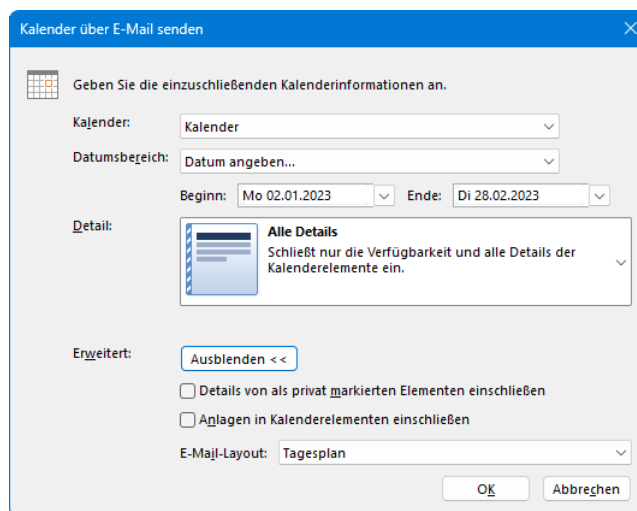 Kalender über E-Mail senden
Geben Sie die einzuschließenden Kalenderinformationen an.
Kalender: Kalender
Datumsbereich: Datum angeben...
Beginn: Mo 02.01.2023 Ende: Di 28.02.2023
Detail: Alle Details
Schließt nur die Verfügbarkeit und alle Details der
Kalenderelemente ein.
Erweitert: Ausblenden <<
Details von als privat markierten Elementen einschließen
Anlagen in Kalenderelementen einschließen
E-Mail-Layout: Tagesplan
OK Abbrechen